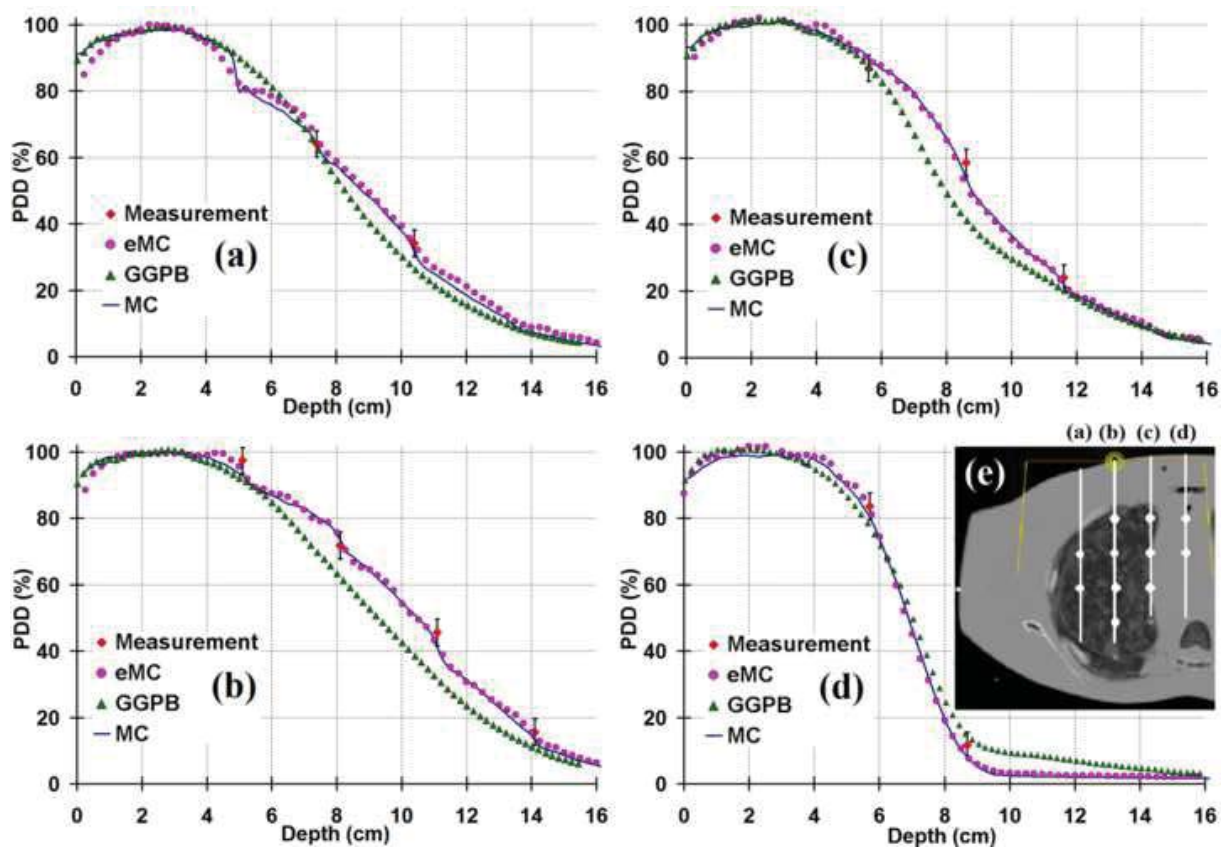 100
80
60
40
20
0
PDD (%)
Measurement
eMC
GGPB
MC
(a)
0 2 4 6 8 10 12 14 16
Depth (cm)
100
80
60
40
20
0
PDD (%)
Measurement
eMC
GGPB
MC
(c)
0 2 4 6 8 10 12 14 16
Depth (cm)
100
80
60
40
20
0
PDD (%)
Measurement
eMC
GGPB
MC
(b)
0 2 4 6 8 10 12 14 16
Depth (cm)
(a) (b) (c) (d)
(e)
100
80
60
40
20
0
PDD (%)
Measurement
eMC
GGPB
MC
(d)
0 2 4 6 8 10 12 14 16
Depth (cm)